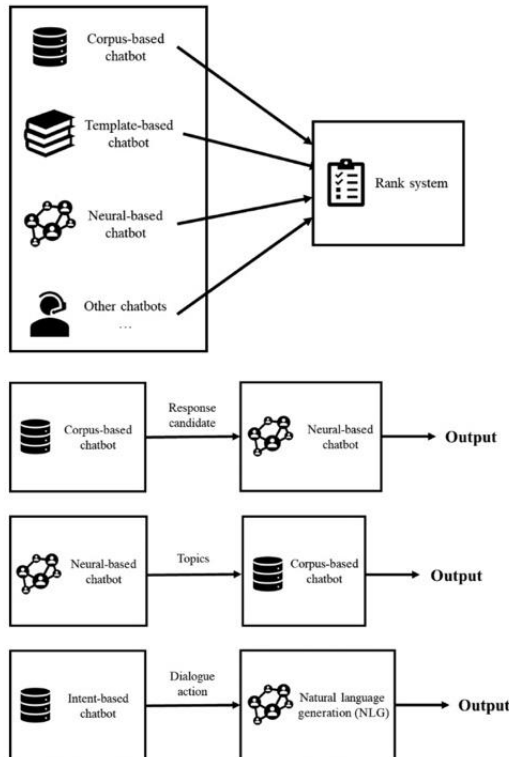 Corpus-based
chatbot
Template-based
chatbot
Neural-based
chatbot
Other chatbots
...
Rank system
Corpus-based
chatbot
Response
candidate
Neural-based
chatbot
Output
Neural-based
chatbot
Topics
Corpus-based
chatbot
Output
Intent-based
chatbot
Dialogue
action
Natural language
generation (NLG)
Output